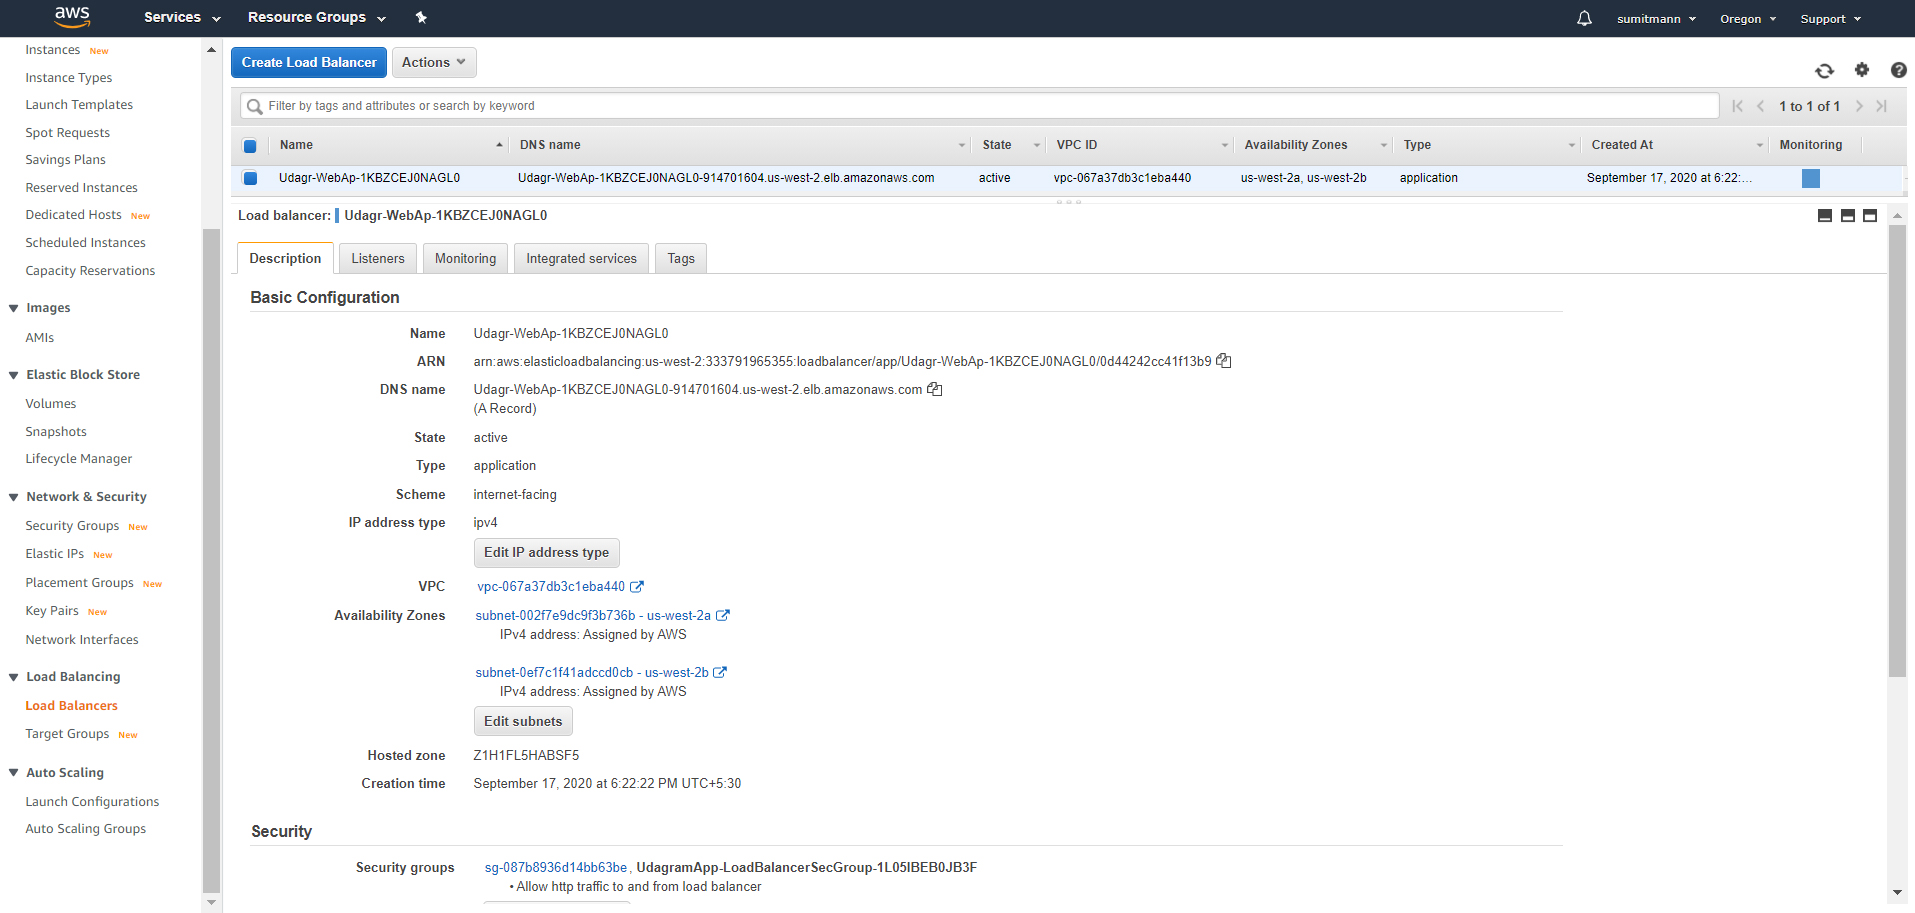 aws Services Resource Groups sumitmann Oregon Support
Instances New
Instance Types
Launch Templates
Spot Requests
Savings Plans
Reserved Instances
Dedicated Hosts New
Scheduled Instances
Capacity Reservations
Images
AMIs
Elastic Block Store
Volumes
Snapshots
Lifecycle Manager
Network & Security
Security Groups New
Elastic IPs New
Placement Groups New
Key Pairs New
Network Interfaces
Load Balancing
Load Balancers
Target Groups New
Auto Scaling
Launch Configurations
Auto Scaling Groups
Create Load Balancer Actions
Filter by tags and attributes or search by keyword 1 to 1 of 1
Name DNS name State VPC ID Availability Zones Type Created At Monitoring
Udagr-WebAp-1KBZCEJ0NAGL0 Udagr-WebAp-1KBZCEJ0NAGL0-914701604.us-west-2.elb.amazonaws.com active vpc-067a37db3c1eba440 us-west-2a, us-west-2b application September 17, 2020 at 6:22:...
Load balancer: Udagr-WebAp-1KBZCEJ0NAGL0
Description Listeners Monitoring Integrated services Tags
Basic Configuration
Name Udagr-WebAp-1KBZCEJ0NAGL0
ARN arn:aws:elasticloadbalancing:us-west-2:333791965355:loadbalancer/app/Udagr-WebAp-1KBZCEJ0NAGL0/0d44242cc41f13b9
DNS name Udagr-WebAp-1KBZCEJ0NAGL0-914701604.us-west-2.elb.amazonaws.com
(A Record)
State active
Type application
Scheme internet-facing
IP address type ipv4
Edit IP address type
VPC vpc-067a37db3c1eba440
Availability Zones subnet-002f7e9dc9f3b736b - us-west-2a
IPv4 address: Assigned by AWS
subnet-0ef7c1f41adccd0cb - us-west-2b
IPv4 address: Assigned by AWS
Edit subnets
Hosted zone Z1H1FL5HABSF5
Creation time September 17, 2020 at 6:22:22 PM UTC+5:30
Security
Security groups sg-087b8936d14bb63be, UdagramApp-LoadBalancerSecGroup-1L05IBEB0JB3F
• Allow http traffic to and from load balancer